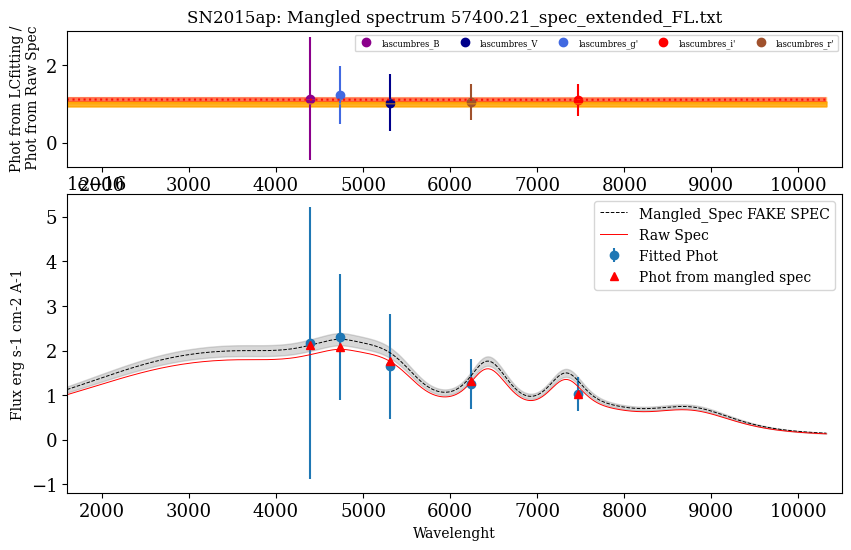 SN2015ap: Mangled spectrum 57400.21_spec_extended_FL.txt
Phot from LCfitting /
Phot from Raw Spec
lascumbres_B lascumbres_V lascumbres_g' lascumbres_i' lascumbres_r'
2
0
2000 3000 4000 5000 6000 7000 8000 9000 10000
Flux erg s-1 cm-2 A-1
Mangled_Spec FAKE SPEC
Raw Spec
Fitted Phot
Phot from mangled spec
5
4
3
2
1
0
−1
2000 3000 4000 5000 6000 7000 8000 9000 10000
Wavelenght